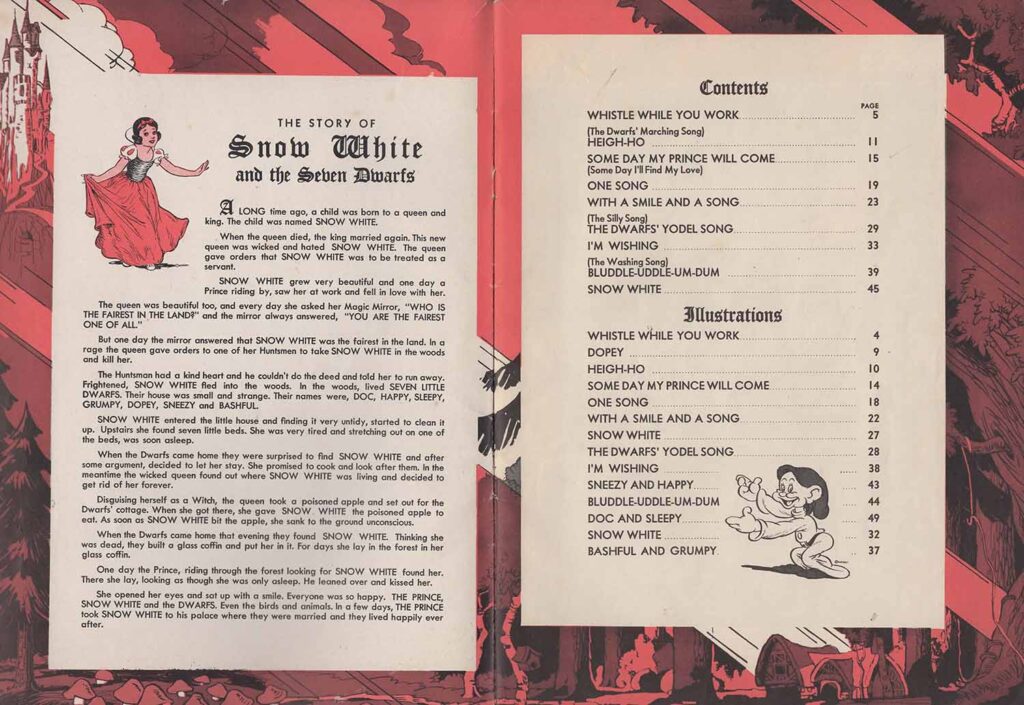 THE STORY OF
Snow White
and the Seven Dwarfs
A LONG time ago, a child was born to a queen and
king. The child was named SNOW WHITE.
When the queen died, the king married again. This new
queen was wicked and hated SNOW WHITE. The queen
gave orders that SNOW WHITE was to be treated as a
servant.
SNOW WHITE grew very beautiful and one day a
Prince riding by, saw her at work and fell in love with her.
The queen was beautiful too, and every day she asked her Magic Mirror, "WHO IS
THE FAIREST IN THE LAND?" and the mirror always answered, "YOU ARE THE FAIREST
ONE OF ALL."
But one day the mirror answered that SNOW WHITE was the fairest in the land. In a
rage the queen gave orders to one of her Huntsmen to take SNOW WHITE in the woods
and kill her.
The Huntsman had a kind heart and he couldn't do the deed and told her to run away.
Frightened, SNOW WHITE fled into the woods. In the woods, lived SEVEN LITTLE
DWARFS. Their house was small and strange. Their names were, DOC, HAPPY, SLEEPY,
GRUMPY, DOPEY, SNEEZY and BASHFUL.
SNOW WHITE entered the little house and finding it very untidy, started to clean it
up. Upstairs she found seven little beds. She was very tired and stretching out on one of
the beds, was soon asleep.
When the Dwarfs came home they were surprised to find SNOW WHITE and after
some argument, decided to let her stay. She promised to cook and look after them. In the
meantime the wicked queen found out where SNOW WHITE was living and decided to
get rid of her forever.
Disguising herself as a Witch, the queen took a poisoned apple and set out for the
Dwarfs' cottage. When she got there, she gave SNOW WHITE the poisoned apple to
eat. As soon as SNOW WHITE bit the apple, she sank to the ground unconscious.
When the Dwarfs came home that evening they found SNOW WHITE. Thinking she
was dead, they built a glass coffin and put her in it. For days she lay in the forest in her
glass coffin.
One day the Prince, riding through the forest looking for SNOW WHITE found her.
There she lay, looking as though she was only asleep. He leaned over and kissed her.
She opened her eyes and sat up with a smile. Everyone was so happy. THE PRINCE,
SNOW WHITE and the DWARFS. Even the birds and animals. In a few days, THE PRINCE
took SNOW WHITE to his palace where they were married and they lived happily ever
after.
Contents
PAGE
WHISTLE WHILE YOU WORK 5
(The Dwarfs' Marching Song)
HEIGH-HO 11
SOME DAY MY PRINCE WILL COME 15
(Some Day I'll Find My Love)
ONE SONG 19
WITH A SMILE AND A SONG 23
(The Silly Song)
THE DWARFS' YODEL SONG 29
I'M WISHING 33
(The Washing Song)
BLUDDLE-UDDLE-UM-DUM 39
SNOW WHITE 45
Illustrations
WHISTLE WHILE YOU WORK 4
DOPEY 9
HEIGH-HO 10
SOME DAY MY PRINCE WILL COME 14
ONE SONG 18
WITH A SMILE AND A SONG 22
SNOW WHITE 27
THE DWARFS' YODEL SONG 28
I'M WISHING 38
SNEEZY AND HAPPY 43
BLUDDLE-UDDLE-UM-DUM 44
DOC AND SLEEPY 49
SNOW WHITE 32
BASHFUL AND GRUMPY 37